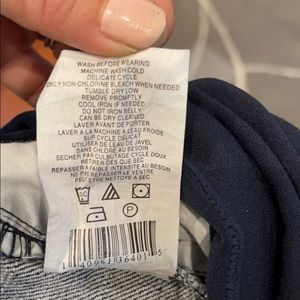 WASH BEFORE WEARING
MACHINE WASH COLD
DELICATE CYCLE
ONLY NON-CHLORINE BLEACH WHEN NEEDED
TUMBLE DRY LOW
REMOVE PROMPTLY
COOL IRON IF NEEDED
DO NOT IRON BELLY
CAN BE DRY CLEANED
LAVER AVANT DE PORTER
LAVER A LA MACHINE A L'EAU FROIDE
SUR CYCLE DELICAT
UTILISER DE L'EAU DE JAVEL
SANS CHLORE AU BESOIN
SECHER PAR CULBUTAGE CYCLE DOUX
RETIRER DES QUE SEC
REPASSER A FAIBLE INTENSITE AU BESOIN
NE PAS REPASSER LE VENTRE
PEUT ETRE NETTOYE A SEC
P